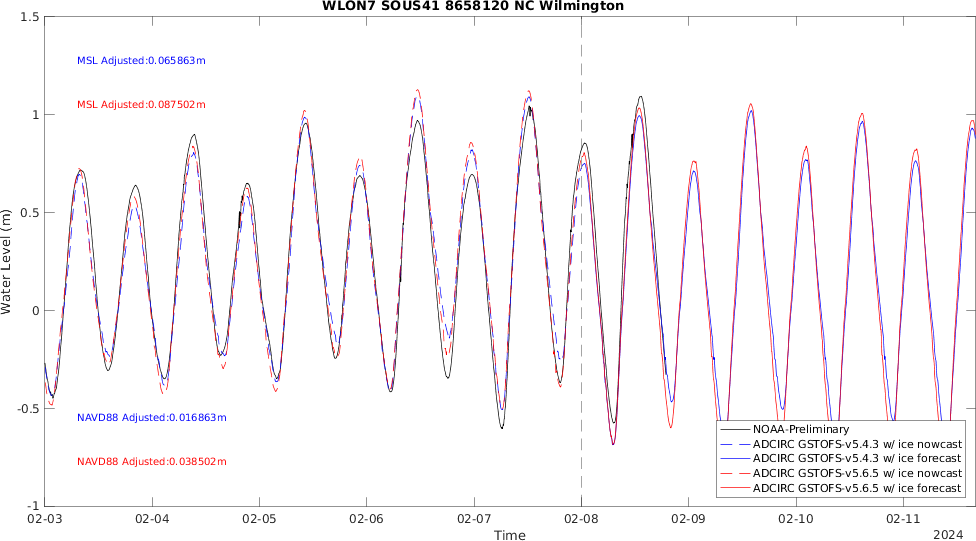 WLON7 SOUS41 8658120 NC Wilmington
1.5
1
0.5
0
-0.5
-1
Water Level (m)
MSL Adjusted:0.065863m
MSL Adjusted:0.087502m
NAVD88 Adjusted:0.016863m
NAVD88 Adjusted:0.038502m
NOAA-Preliminary
ADCIRC GSTOFS-v5.4.3 w/ ice nowcast
ADCIRC GSTOFS-v5.4.3 w/ ice forecast
ADCIRC GSTOFS-v5.6.5 w/ ice nowcast
ADCIRC GSTOFS-v5.6.5 w/ ice forecast
02-03 02-04 02-05 02-06 02-07 02-08 02-09 02-10 02-11
Time
2024